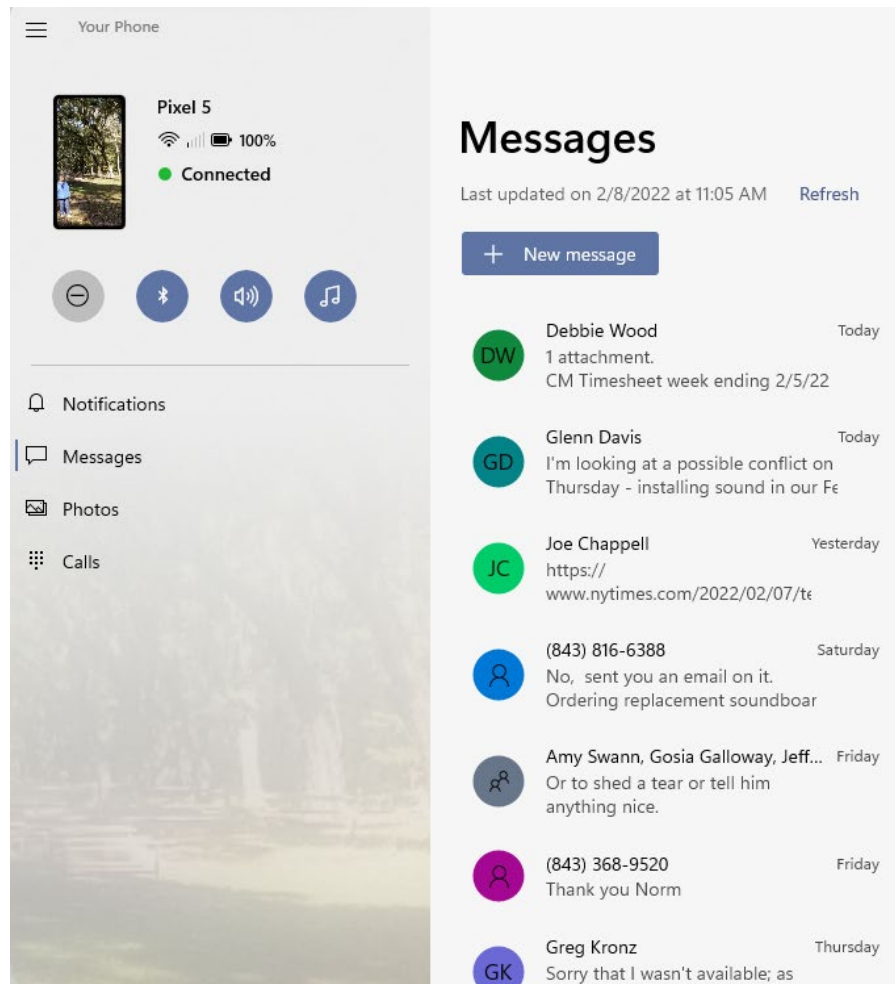 Your Phone
Pixel 5
100%
Connected
Notifications
Messages
Photos
Calls
Messages
Last updated on 2/8/2022 at 11:05 AM Refresh
+ New message
DW
Debbie Wood Today
1 attachment.
CM Timesheet week ending 2/5/22
GD
Glenn Davis Today
I'm looking at a possible conflict on
Thursday - installing sound in our Fe
JC
Joe Chappell Yesterday
https://
www.nytimes.com/2022/02/07/te
(843) 816-6388 Saturday
No,  sent you an email on it.
Ordering replacement soundboar
Amy Swann, Gosia Galloway, Jeff... Friday
Or to shed a tear or tell him
anything nice.
(843) 368-9520 Friday
Thank you Norm
GK
Greg Kronz Thursday
Sorry that I wasn't available; as